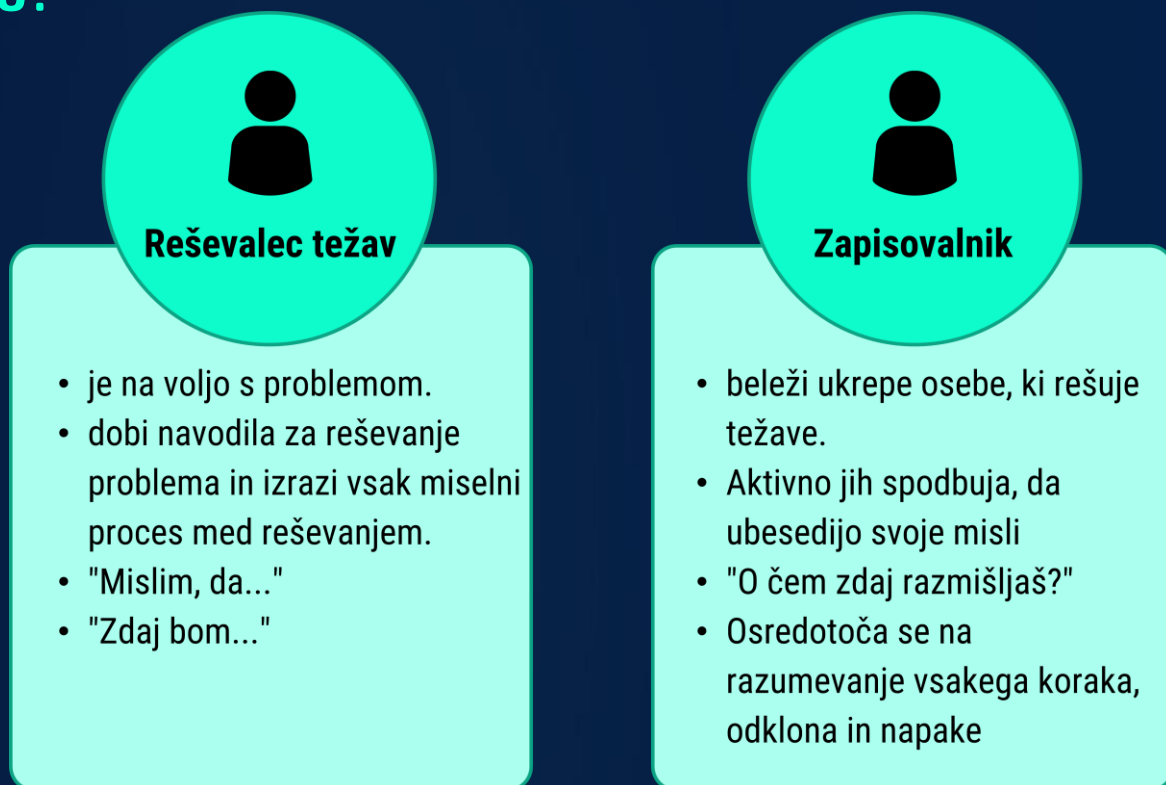 Reševalec težav
• je na voljo s problemom.
• dobi navodila za reševanje
problema in izrazi vsak miselni
proces med reševanjem.
• "Mislim, da..."
• "Zdaj bom..."
Zapisovalnik
• beleži ukrepe osebe, ki rešuje
težave.
• Aktivno jih spodbuja, da
ubesedijo svoje misli
• "O čem zdaj razmišljaš?"
• Osredotoča se na
razumevanje vsakega koraka,
odklona in napake